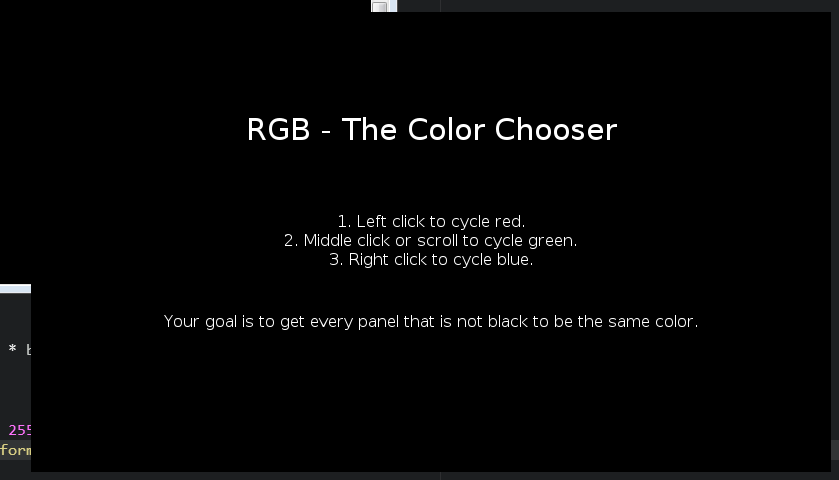 RGB - The Color Chooser
1. Left click to cycle red.
2. Middle click or scroll to cycle green.
3. Right click to cycle blue.
Your goal is to get every panel that is not black to be the same color.
* b
255
form